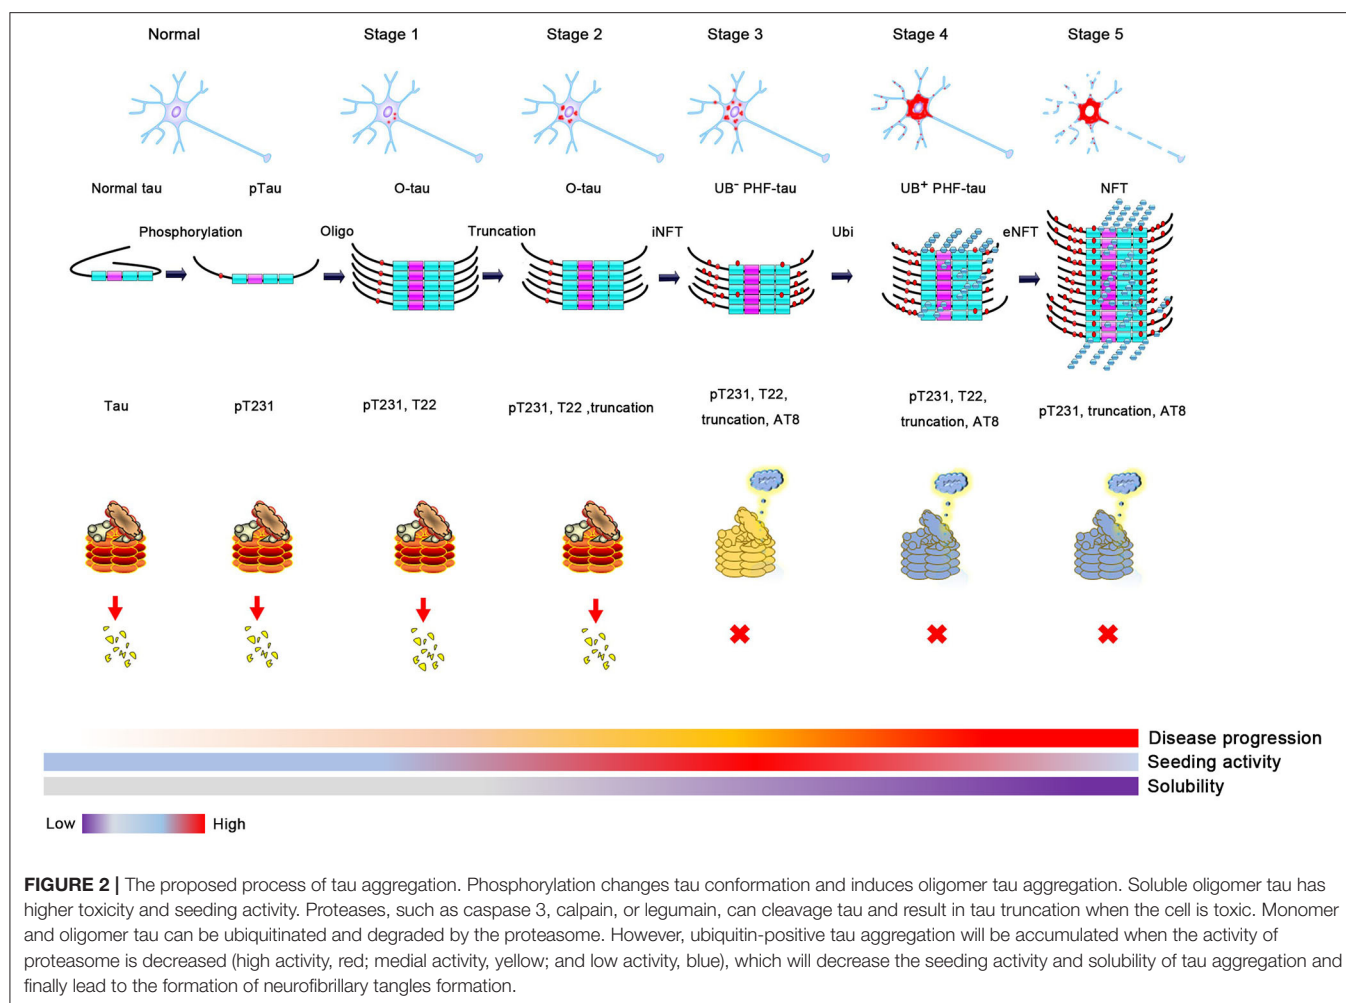 Normal Stage 1 Stage 2 Stage 3 Stage 4 Stage 5
Normal tau pTau O-tau O-tau UB⁻ PHF-tau UB⁺ PHF-tau NFT
Phosphorylation Oligo Truncation iNFT Ubi eNFT
Tau pT231 pT231, T22 pT231, T22 ,truncation pT231, T22, pT231, T22, pT231, truncation, AT8
truncation, AT8 truncation, AT8
Disease progression
Seeding activity
Solubility
Low High
FIGURE 2 | The proposed process of tau aggregation. Phosphorylation changes tau conformation and induces oligomer tau aggregation. Soluble oligomer tau has
higher toxicity and seeding activity. Proteases, such as caspase 3, calpain, or legumain, can cleavage tau and result in tau truncation when the cell is toxic. Monomer
and oligomer tau can be ubiquitinated and degraded by the proteasome. However, ubiquitin-positive tau aggregation will be accumulated when the activity of
proteasome is decreased (high activity, red; medial activity, yellow; and low activity, blue), which will decrease the seeding activity and solubility of tau aggregation and
finally lead to the formation of neurofibrillary tangles formation.